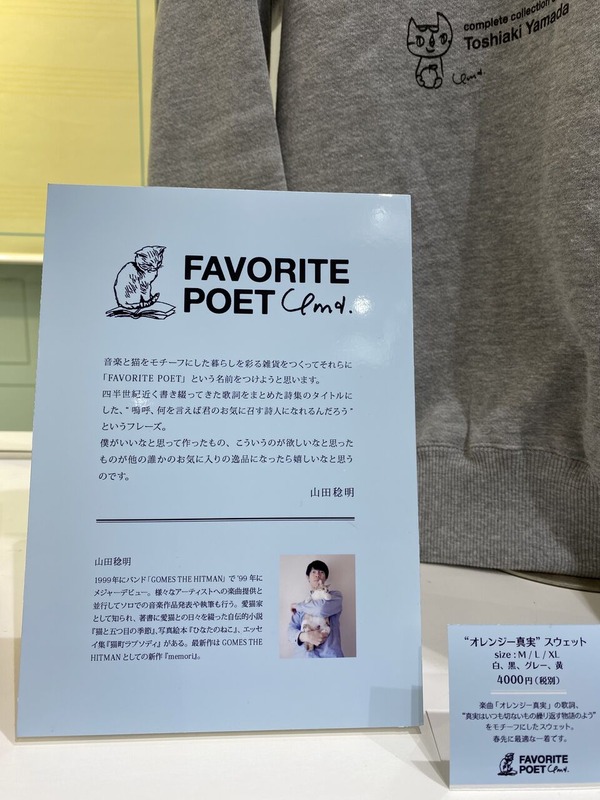 complete collection
Toshiaki Yamada
ymd.
FAVORITE
POET ymd.
音楽と猫をモチーフにした暮らしを彩る雑貨をつくってそれらに
「FAVORITE POET」という名前をつけようと思います。
四半世紀近く書き綴ってきた歌詞をまとめた詩集のタイトルに
した、“嗚呼、何を言えば君のお気に召す詩人になれるんだろう”
というフレーズ。
僕がいいなと思って作ったもの、こういうのが欲しいなと思った
ものが他の誰かのお気に入りの逸品になったら嬉しいなと思う
のです。
山田稔明
山田稔明
1999年にバンド「GOMES THE HITMAN」で’99年に
メジャーデビュー。様々なアーティストへの楽曲提供と
並行してソロでの音楽作品発表や執筆も行う。愛猫家
として知られ、著書に愛猫との日々を綴った自伝的小説
『猫と五つ目の季節』、写真絵本『ひなたのねこ』、エッセ
イ集『猫町ラプソディ』がある。最新作は GOMES THE
HITMAN としての新作『memori』。
“オレンジー真実” スウェット
size : M / L / XL
白、黒、グレー、黄
4000円（税別）
楽曲「オレンジー真実」の歌詞、
“真実はいつも切ないもの繰り返す物語のよう”
をモチーフにしたスウェット。
春先に最適な一着です。
FAVORITE
POET ymd.